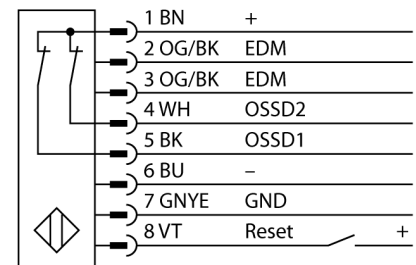 1 BN +
2 OG/BK EDM
3 OG/BK EDM
4 WH OSSD2
5 BK OSSD1
6 BU –
7 GNYE GND
8 VT Reset +